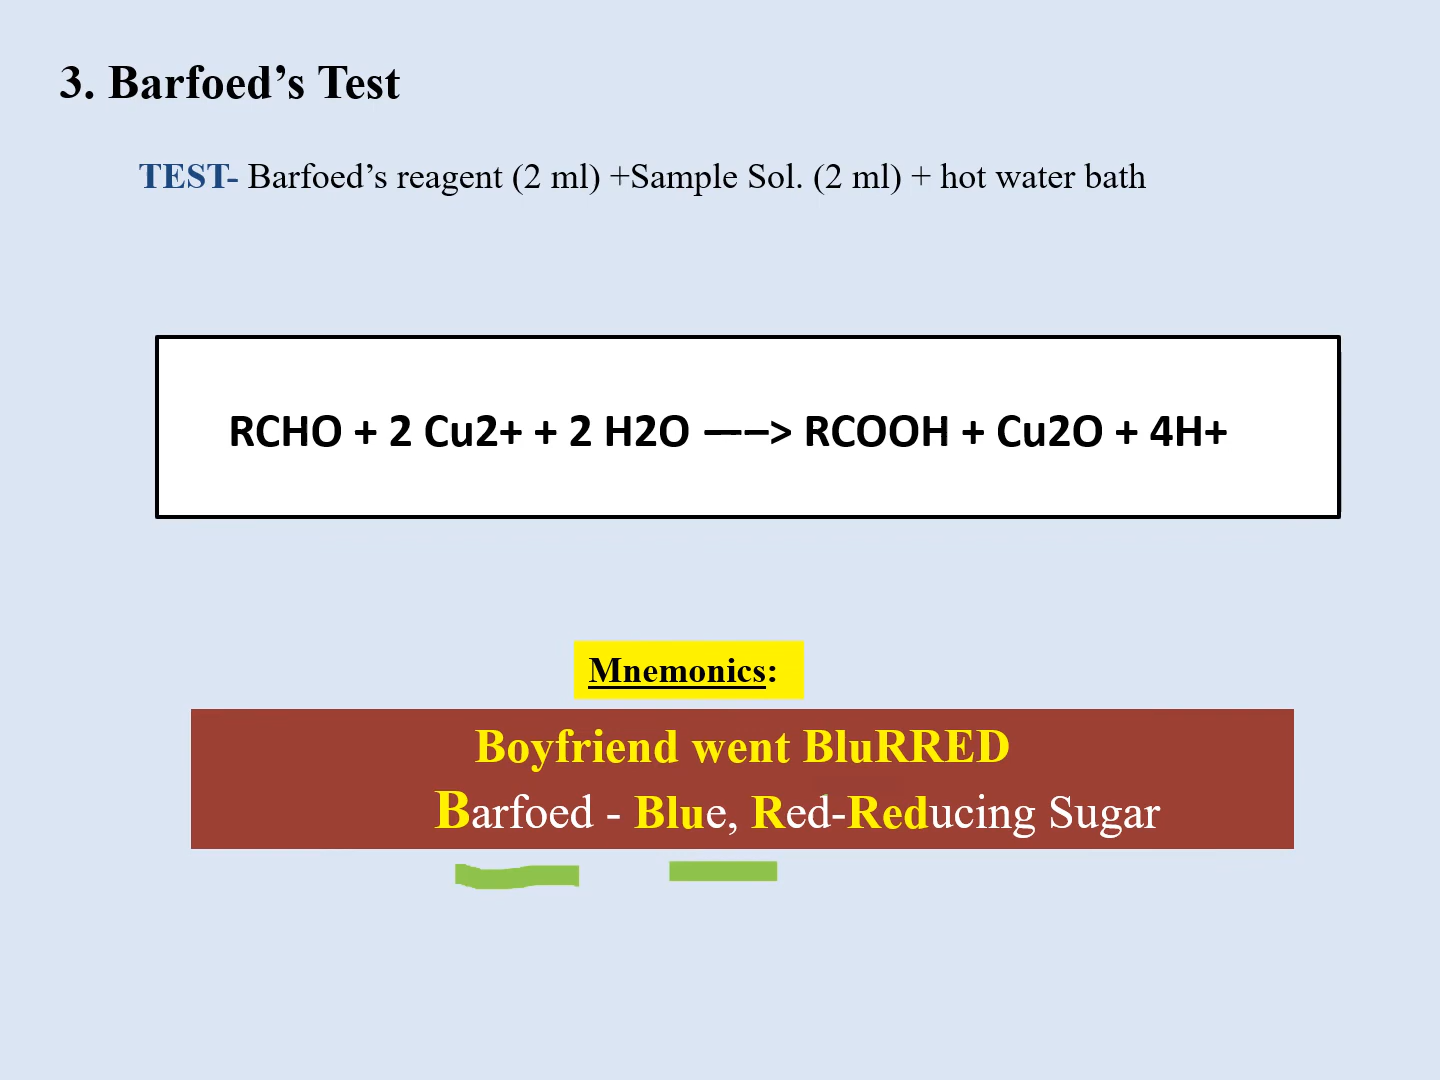 3. Barfoed’s Test
TEST- Barfoed’s reagent (2 ml) +Sample Sol. (2 ml) + hot water bath
RCHO + 2 Cu2+ + 2 H2O —–> RCOOH + Cu2O + 4H+
Mnemonics:
Boyfriend went BluRRED
Barfoed - Blue, Red-Reducing Sugar